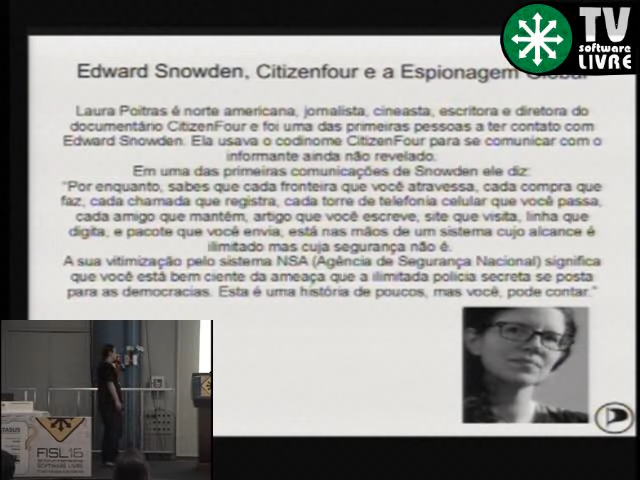 TV
software
LIVRE
Edward Snowden, Citizenfour e a Espionagem Global
Laura Poitras é norte americana, jornalista, cineasta, escritora e diretora do
documentário CitizenFour e foi uma das primeiras pessoas a ter contato com
Edward Snowden. Ela usava o codinome CitizenFour para se comunicar com o
informante ainda não revelado.
Em uma das primeiras comunicações de Snowden ele diz:
"Por enquanto, sabes que cada fronteira que você atravessa, cada compra que
faz, cada chamada que registra, cada torre de telefonia celular que você passa,
cada amigo que mantém, artigo que você escreve, site que visita, linha que
digita, e pacote que você envia, está nas mãos de um sistema cujo alcance é
ilimitado mas cuja segurança não é.
A sua vitimização pelo sistema NSA (Agência de Segurança Nacional) significa
que você está bem ciente da ameaça que a ilimitada polícia secreta se posta
para as democracias. Esta é uma história de poucos, mas você, pode contar."
FISL16
SOFTWARE LIVRE